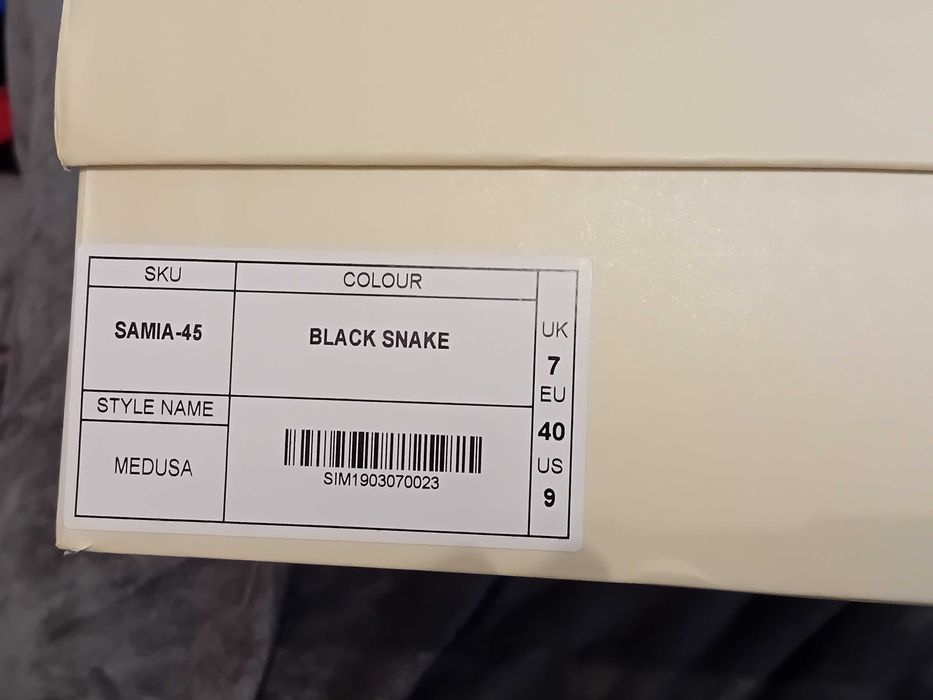 SKU
COLOUR
SAMIA-45
BLACK SNAKE
STYLE NAME
MEDUSA
SIM1903070023
UK
7
EU
40
US
9